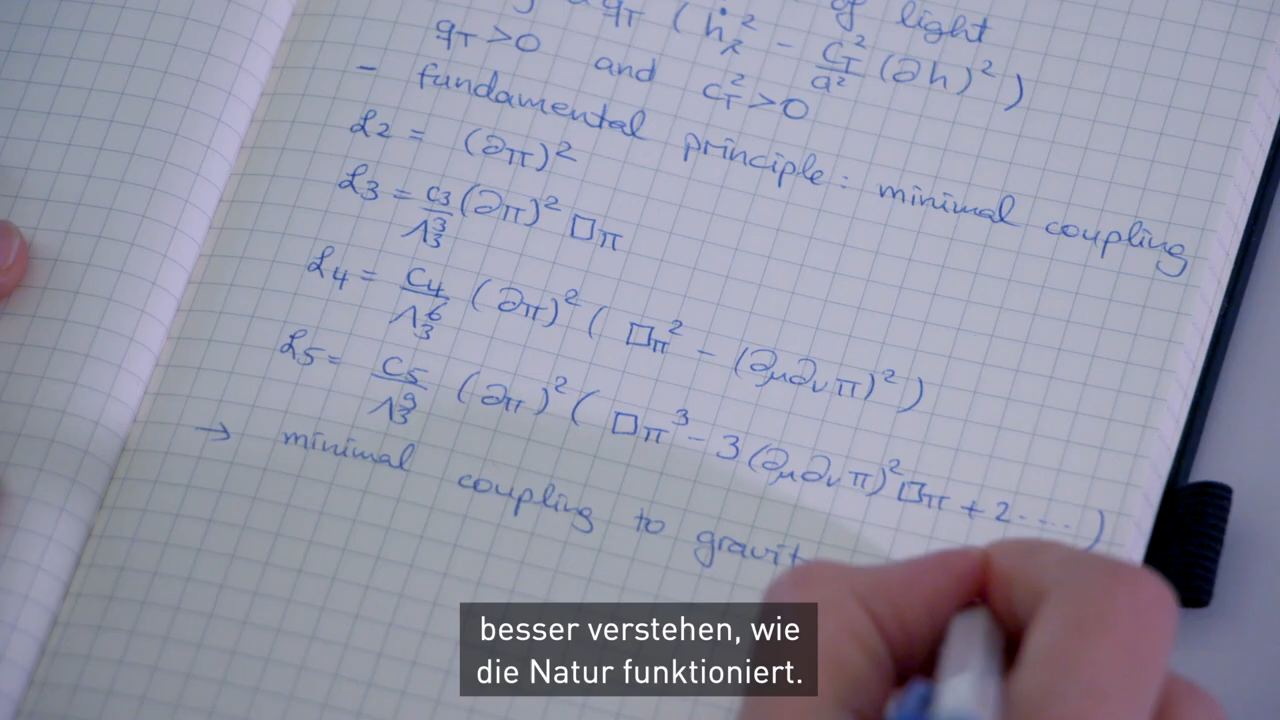 of light
q_T ( ḣ_λ² − c_T²/a² (∂h)² )
q_T > 0 and c_T² > 0
− fundamental principle : minimal coupling
ℒ2 = (∂π)²
ℒ3 = c3/Λ3³ (∂π)² □π
ℒ4 = c4/Λ3⁶ (∂π)² ( □π² − (∂μ∂νπ)² )
ℒ5 = c5/Λ3⁹ (∂π)² ( □π³ − 3 (∂μ∂νπ)² □π + 2 .... )
→ minimal coupling to gravit
besser verstehen, wie
die Natur funktioniert.